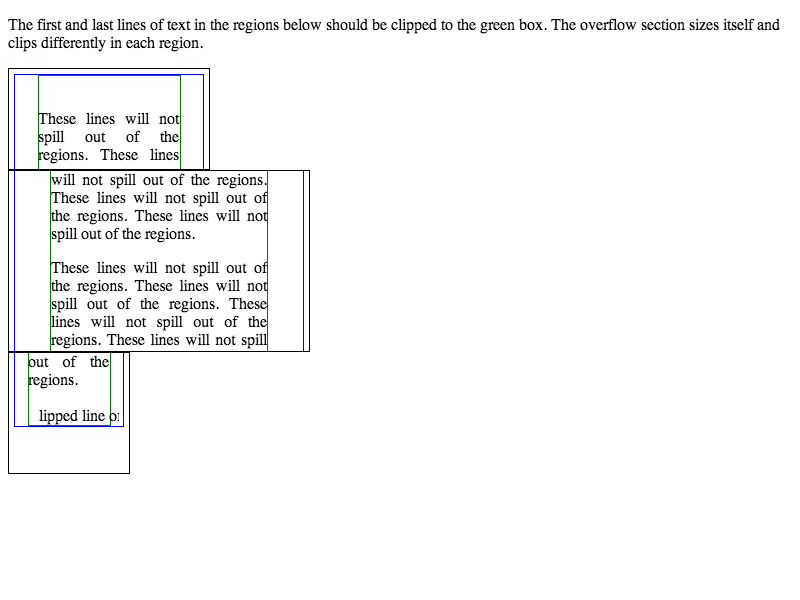 The first and last lines of text in the regions below should be clipped to the green box. The overflow section sizes itself and
clips differently in each region.
These lines will not
spill out of the
regions. These lines
will not spill out of the regions.
These lines will not spill out of
the regions. These lines will not
spill out of the regions.
These lines will not spill out of
the regions. These lines will not
spill out of the regions. These
lines will not spill out of the
regions. These lines will not spill
out of the
regions.
lipped line